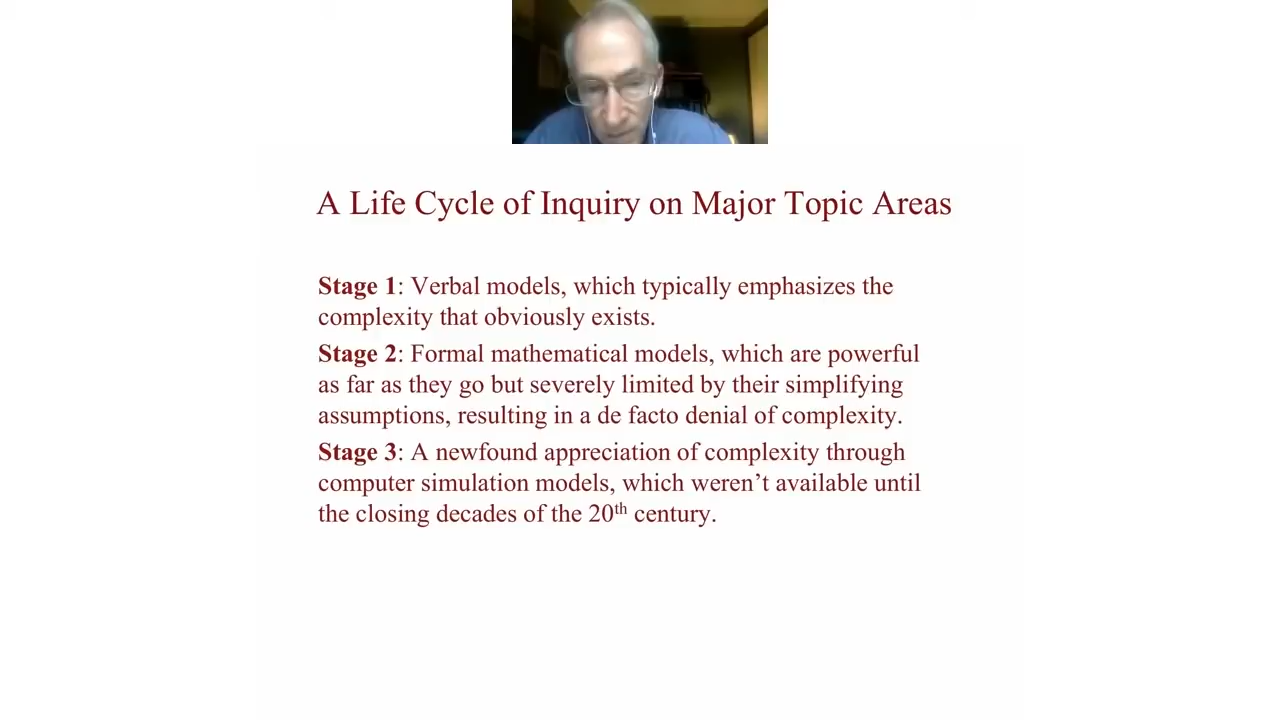 A Life Cycle of Inquiry on Major Topic Areas
Stage 1: Verbal models, which typically emphasizes the
complexity that obviously exists.
Stage 2: Formal mathematical models, which are powerful
as far as they go but severely limited by their simplifying
assumptions, resulting in a de facto denial of complexity.
Stage 3: A newfound appreciation of complexity through
computer simulation models, which weren’t available until
the closing decades of the 20th century.